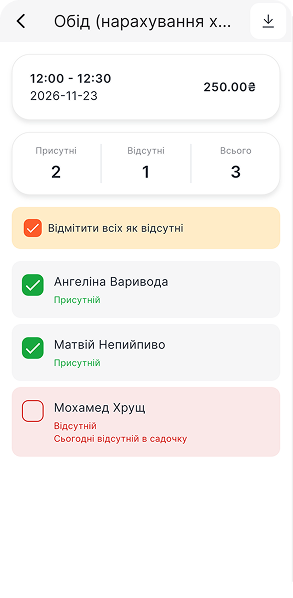 Обід (нарахування х...
12:00 - 12:30
2026-11-23
250.00₴
Присутні
Відсутні
Всього
2
1
3
Відмітити всіх як відсутні
Ангеліна Варивода
Присутній
Матвій Непийпиво
Присутній
Мохамед Хрущ
Відсутній
Сьогодні відсутній в садочку